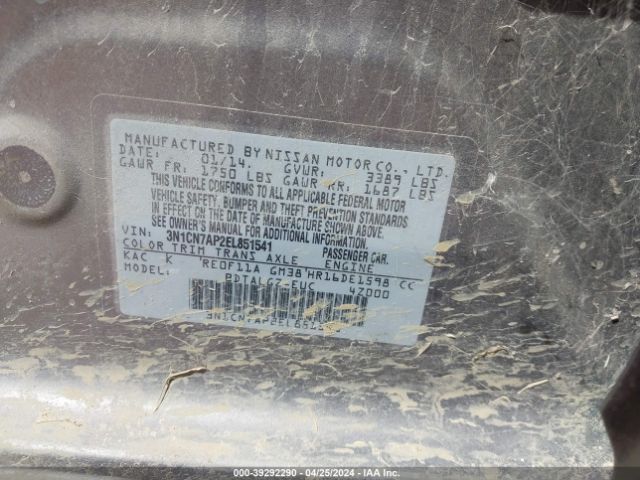 MANUFACTURED BY NISSAN MOTOR CO., LTD.
DATE: 01/14. GVWR: 3389 LBS
GAWR FR: 1750 LBS GAWR RR: 1687 LBS
THIS VEHICLE CONFORMS TO ALL APPLICABLE FEDERAL MOTOR
VEHICLE SAFETY, BUMPER AND THEFT PREVENTION STANDARDS
IN EFFECT ON THE DATE OF MANUFACTURE SHOWN ABOVE.
SEE OWNER'S MANUAL FOR ADDITIONAL INFORMATION.
VIN: 3N1CN7AP2EL851541 PASSENGER CAR.
COLOR TRIM TRANS AXLE ENGINE
KAC K RE0F11A GM38 HR16DE1598 CC
MODEL: BDTALGZ-EUC 47000
3N1CN7AP2EL851541
000-39292290 - 04/25/2024 - IAA Inc.